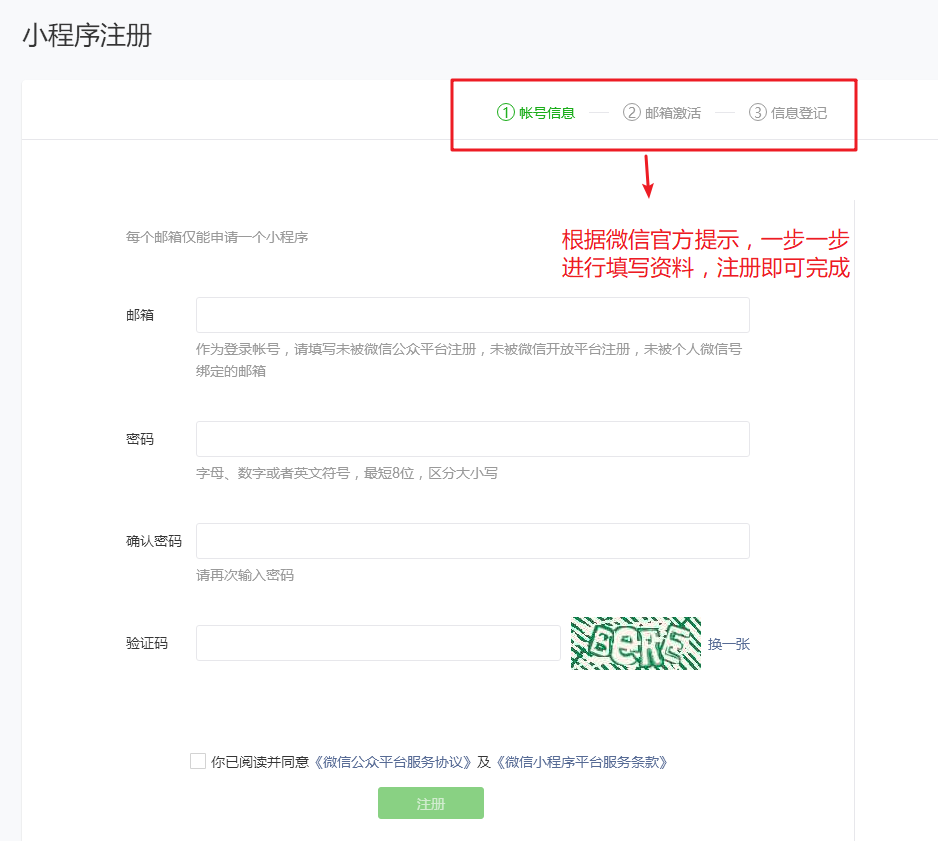 小程序注册
① 帐号信息 — ② 邮箱激活 — ③ 信息登记
每个邮箱仅能申请一个小程序
根据微信官方提示，一步一步
进行填写资料，注册即可完成
邮箱
作为登录帐号，请填写未被微信公众平台注册，未被微信开放平台注册，未被个人微信号
绑定的邮箱
密码
字母、数字或者英文符号，最短8位，区分大小写
确认密码
请再次输入密码
验证码
换一张
你已阅读并同意《微信公众平台服务协议》及《微信小程序平台服务条款》
注册